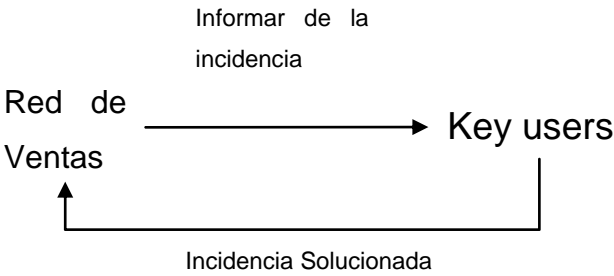 Informar de la
incidencia
Red de
Ventas
Key users
Incidencia Solucionada